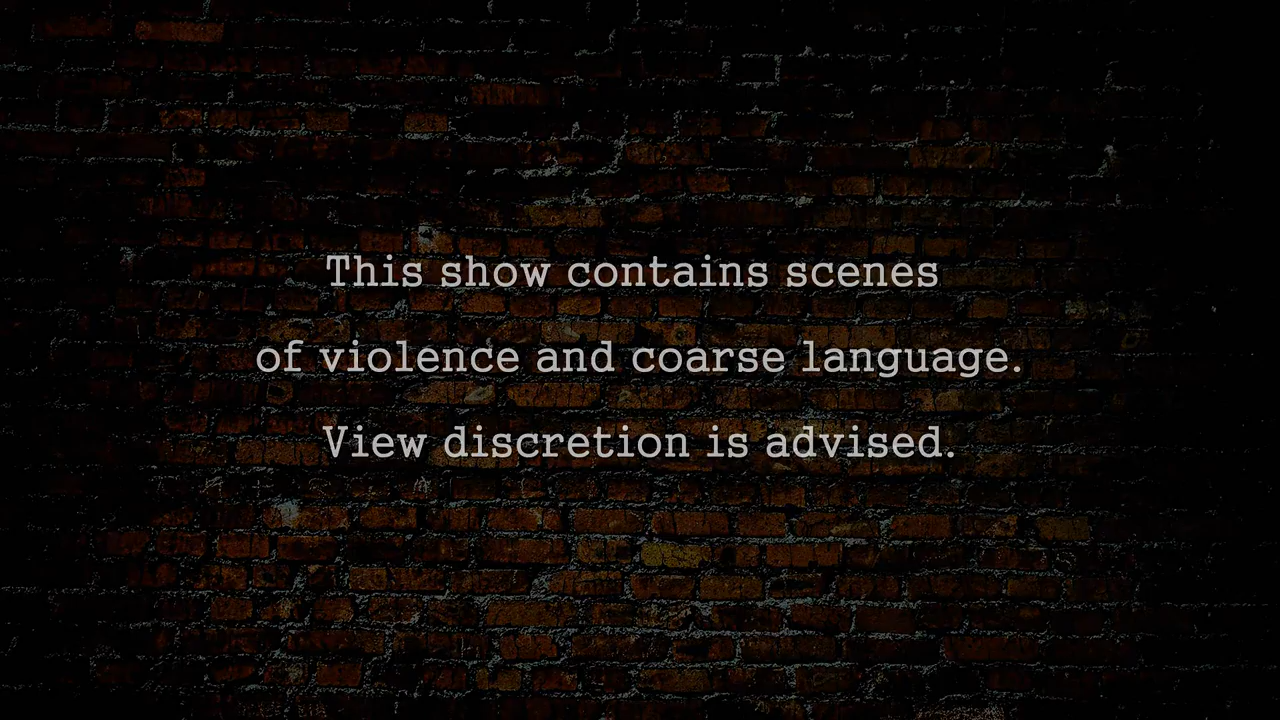 This show contains scenes
of violence and coarse language.
View discretion is advised.